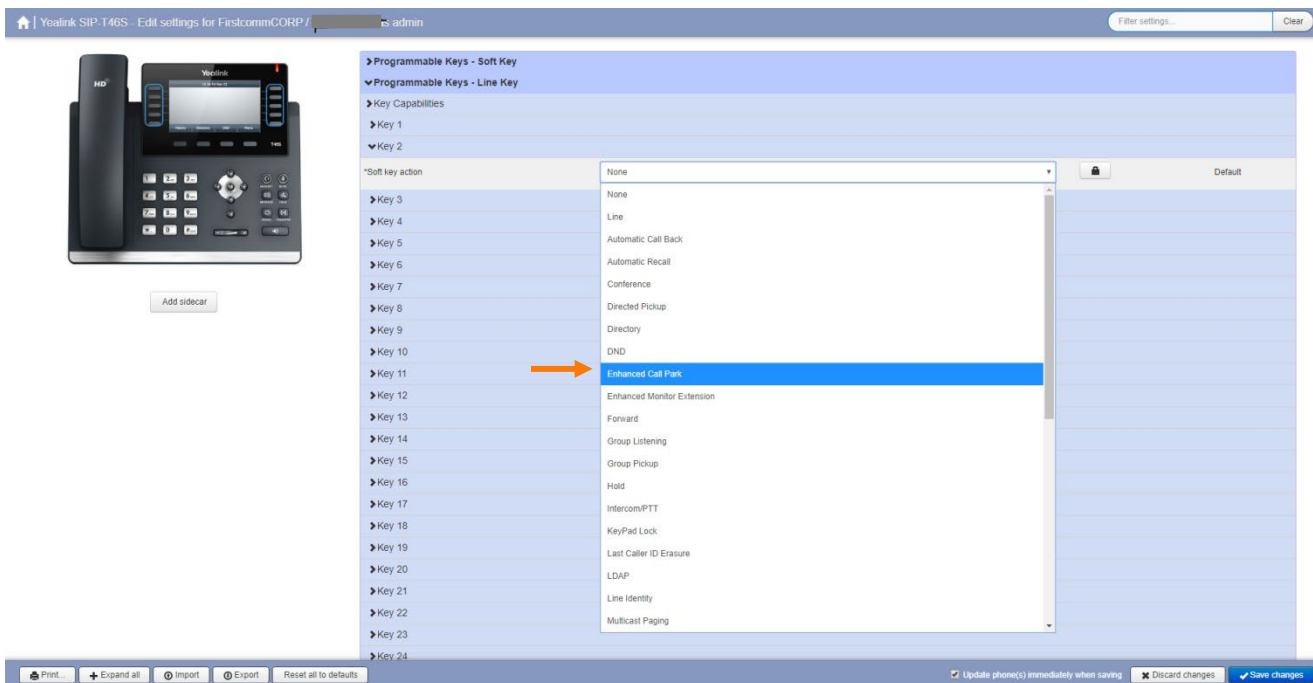 Yealink SIP-T46S - Edit settings for FirstcommCORP / s admin
Filter settings...
Clear
HD
Yealink
T46S
Add sidecar
Programmable Keys - Soft Key
Programmable Keys - Line Key
Key Capabilities
Key 1
Key 2
*Soft key action
None
Default
None
Line
Automatic Call Back
Automatic Recall
Conference
Directed Pickup
Directory
DND
Enhanced Call Park
Enhanced Monitor Extension
Forward
Group Listening
Group Pickup
Hold
Intercom/PTT
KeyPad Lock
Last Caller ID Erasure
LDAP
Line Identity
Multicast Paging
Key 3
Key 4
Key 5
Key 6
Key 7
Key 8
Key 9
Key 10
Key 11
Key 12
Key 13
Key 14
Key 15
Key 16
Key 17
Key 18
Key 19
Key 20
Key 21
Key 22
Key 23
Key 24
Print...
Expand all
Import
Export
Reset all to defaults
Update phone(s) immediately when saving
Discard changes
Save changes